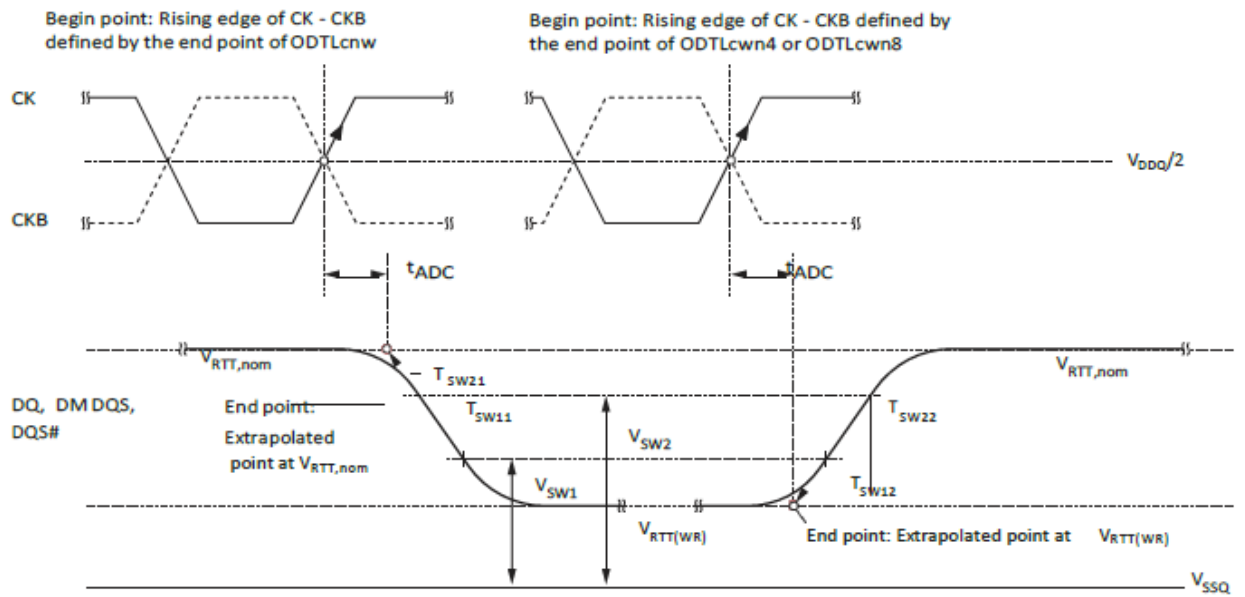 Begin point: Rising edge of CK - CKB
defined by the end point of ODTLcnw
Begin point: Rising edge of CK - CKB defined by
the end point of ODTLcwn4 or ODTLcwn8
CK
VDDQ/2
CKB
tADC
tADC
VRTT,nom
VRTT,nom
TSW21
DQ, DM DQS,
DQS#
End point:
Extrapolated
point at VRTT,nom
TSW11
TSW22
VSW2
VSW1
TSW12
VRTT(WR)
End point: Extrapolated point at VRTT(WR)
VSSQ